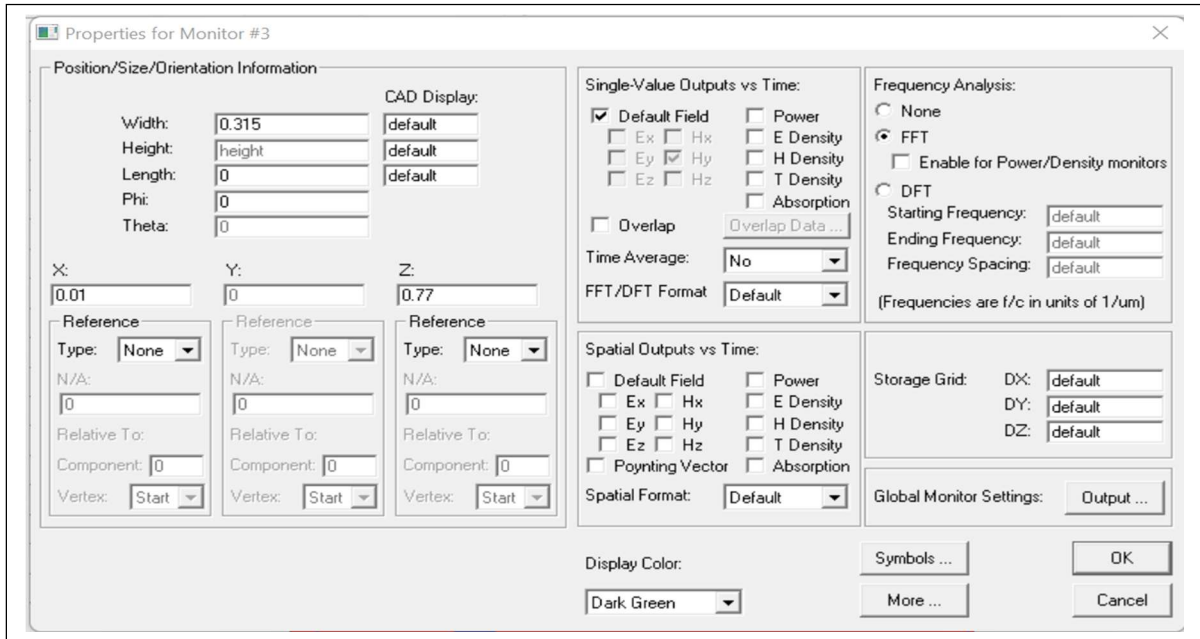 Properties for Monitor #3
Position/Size/Orientation Information
CAD Display:
Width: 0.315 default
Height: height default
Length: 0 default
Phi: 0
Theta: 0
X: Y: Z:
0.01 0 0.77
Reference Reference Reference
Type: None Type: None Type: None
N/A: N/A: N/A:
0 0 0
Relative To: Relative To: Relative To:
Component: 0 Component: 0 Component: 0
Vertex: Start Vertex: Start Vertex: Start
Single-Value Outputs vs Time:
Default Field Power
Ex Hx E Density
Ey Hy H Density
Ez Hz T Density
Absorption
Overlap Overlap Data ...
Time Average: No
FFT/DFT Format Default
Frequency Analysis:
None
FFT
Enable for Power/Density monitors
DFT
Starting Frequency: default
Ending Frequency: default
Frequency Spacing: default
(Frequencies are f/c in units of 1/um)
Spatial Outputs vs Time:
Default Field Power
Ex Hx E Density
Ey Hy H Density
Ez Hz T Density
Poynting Vector Absorption
Spatial Format: Default
Storage Grid: DX: default
DY: default
DZ: default
Global Monitor Settings: Output ...
Display Color:
Dark Green
Symbols ... OK
More ... Cancel